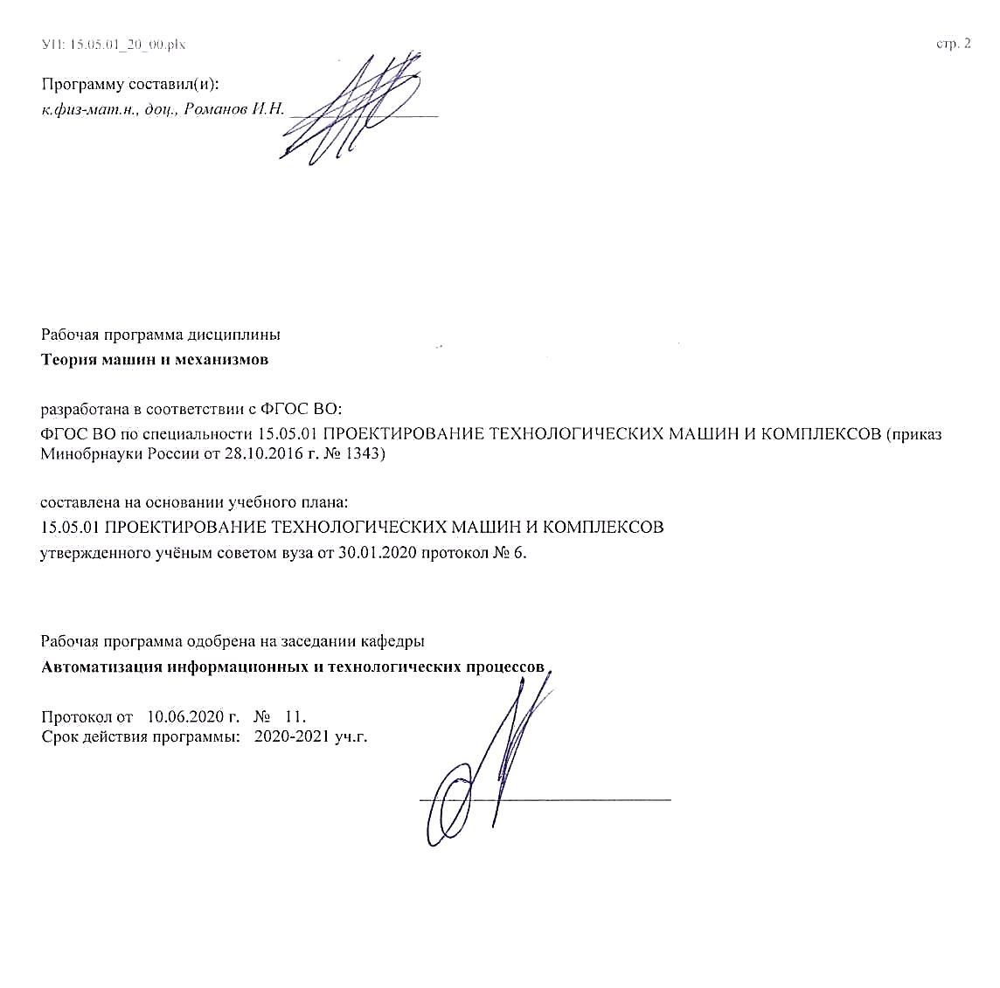 УП: 15.05.01_20_00.plx
стр. 2
Программу составил(и):
к.физ-мат.н., доц., Романов И.Н.
Рабочая программа дисциплины
Теория машин и механизмов
разработана в соответствии с ФГОС ВО:
ФГОС ВО по специальности 15.05.01 ПРОЕКТИРОВАНИЕ ТЕХНОЛОГИЧЕСКИХ МАШИН И КОМПЛЕКСОВ (приказ
Минобрнауки России от 28.10.2016 г. № 1343)
составлена на основании учебного плана:
15.05.01 ПРОЕКТИРОВАНИЕ ТЕХНОЛОГИЧЕСКИХ МАШИН И КОМПЛЕКСОВ
утвержденного учёным советом вуза от 30.01.2020 протокол № 6.
Рабочая программа одобрена на заседании кафедры
Автоматизация информационных и технологических процессов
Протокол от 10.06.2020 г. № 11.
Срок действия программы: 2020-2021 уч.г.